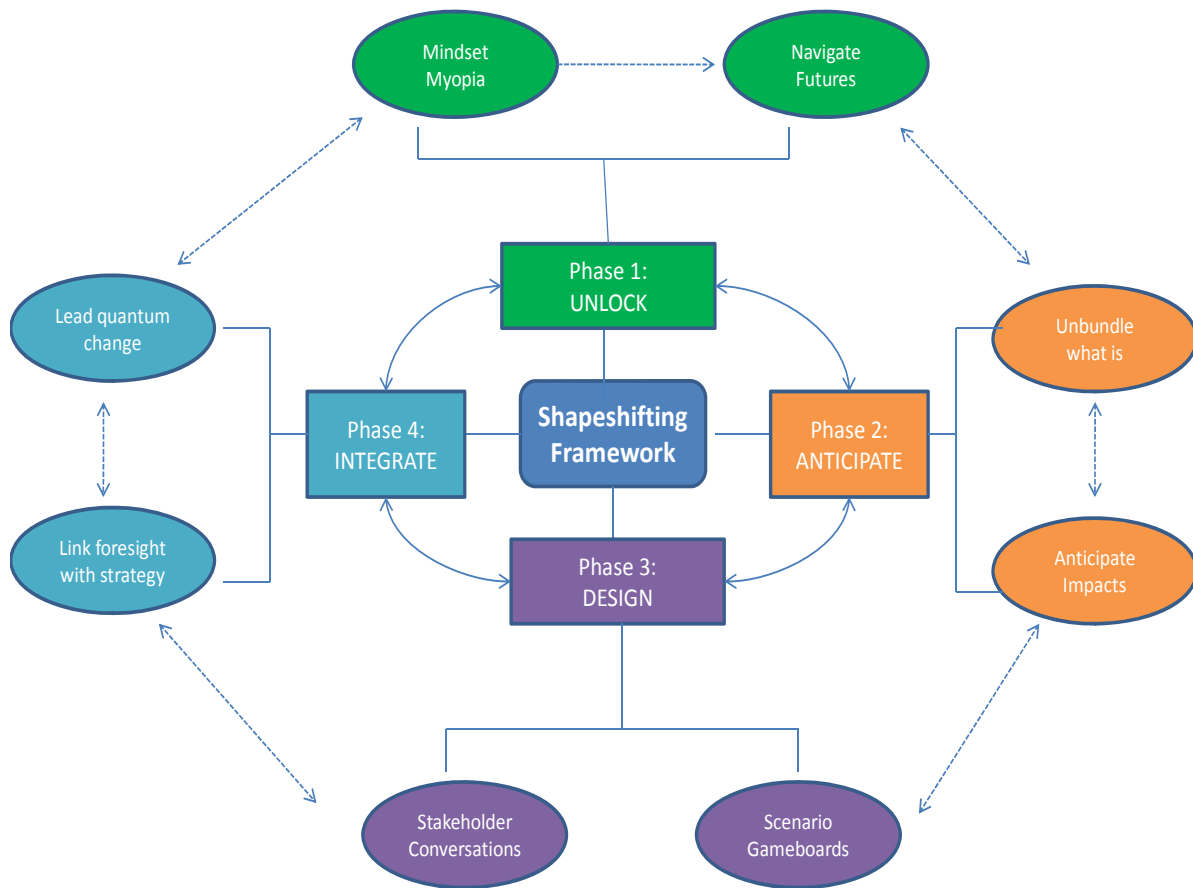 Mindset
Myopia
Navigate
Futures
Phase 1:
UNLOCK
Lead quantum
change
Unbundle
what is
Phase 4:
INTEGRATE
Shapeshifting
Framework
Phase 2:
ANTICIPATE
Link foresight
with strategy
Phase 3:
DESIGN
Anticipate
Impacts
Stakeholder
Conversations
Scenario
Gameboards